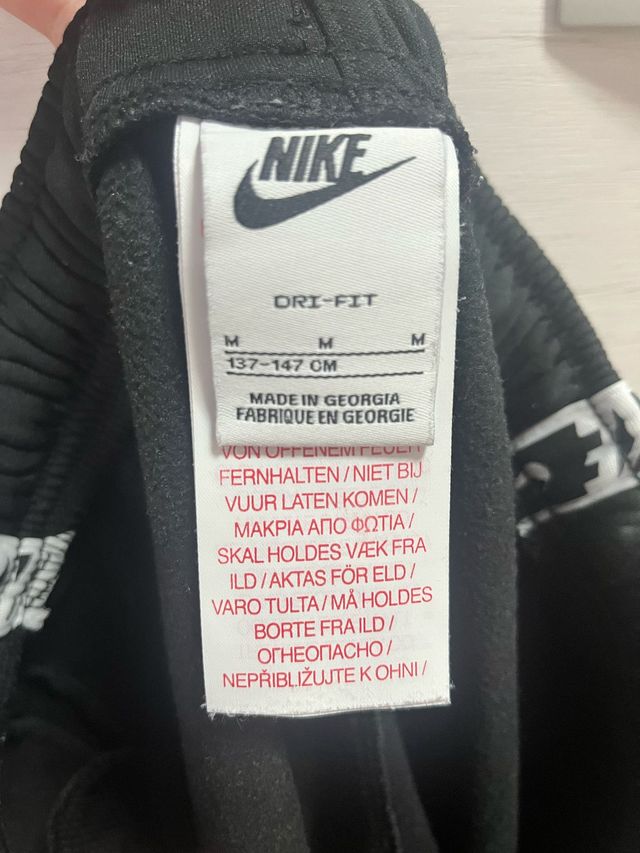 NIKE
DRI-FIT
M M M
137-147 CM
MADE IN GEORGIA
FABRIQUE EN GEORGIE
VON OFFENEM FEUER
FERNHALTEN / NIET BIJ
VUUR LATEN KOMEN /
ΜΑΚΡΙΑ ΑΠΟ ΦΩΤΙΑ /
SKAL HOLDES VÆK FRA
ILD / AKTAS FÖR ELD /
VARO TULTA / MÅ HOLDES
BORTE FRA ILD /
ОГНЕОПАСНО /
NEPŘIBLIŽUJTE K OHNI /